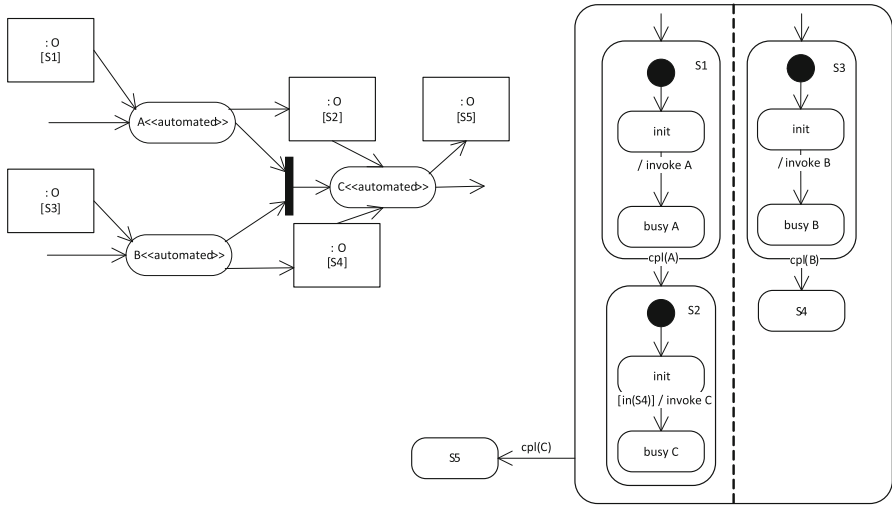 : O
[S1]
A<<automated>>
: O
[S2]
: O
[S5]
: O
[S3]
B<<automated>>
C<<automated>>
: O
[S4]
S1
init
/ invoke A
busy A
cpl(A)
S2
init
[in(S4)] / invoke C
busy C
S3
init
/ invoke B
busy B
cpl(B)
S4
cpl(C)
S5